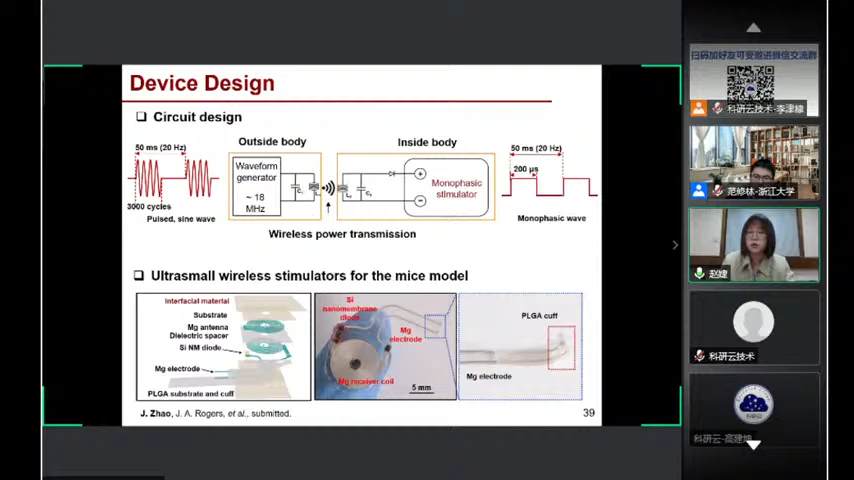 Device Design
❑ Circuit design
50 ms (20 Hz)
3000 cycles
Pulsed, sine wave
Outside body
Waveform
generator
~ 18
MHz
Inside body
Monophasic
stimulator
50 ms (20 Hz)
200 µs
Monophasic wave
Wireless power transmission
❑ Ultrasmall wireless stimulators for the mice model
Interfacial material
Substrate
Mg antenna
Dielectric spacer
Si NM diode
Mg electrode
PLGA substrate and cuff
Si
nanomembrane
diode
Mg
electrode
Mg receiver coil
5 mm
PLGA cuff
Mg electrode
J. Zhao, J. A. Rogers, et al., submitted.
39
扫码加好友可受邀进微信交流群
科研云技术-李津
范修林-浙江大学
赵婕
科研云技术
科研云
科研云-高建